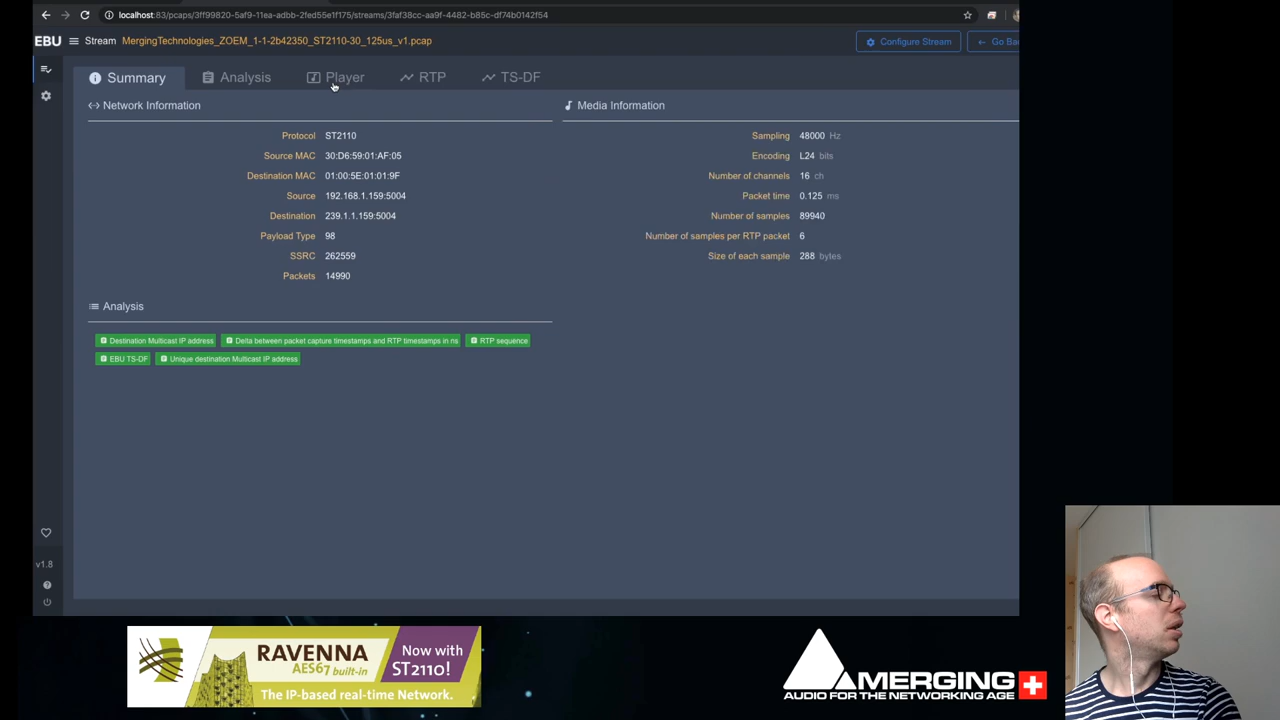 localhost:83/pcaps/3ff99820-5af9-11ea-adbb-2fed55e1f175/streams/3faf38cc-aa9f-4482-b85c-df74b0142f54
EBU Stream MergingTechnologies_ZOEM_1-1-2b42350_ST2110-30_125us_v1.pcap Configure Stream
Summary Analysis Player RTP TS-DF
Network Information
Protocol ST2110
Source MAC 30:D6:59:01:AF:05
Destination MAC 01:00:5E:01:01:9F
Source 192.168.1.159:5004
Destination 239.1.1.159:5004
Payload Type 98
SSRC 262559
Packets 14990
Media Information
Sampling 48000 Hz
Encoding L24 bits
Number of channels 16 ch
Packet time 0.125 ms
Number of samples 89940
Number of samples per RTP packet 6
Size of each sample 288 bytes
Analysis
Destination Multicast IP address Delta between packet capture timestamps and RTP timestamps in ns RTP sequence
EBU TS-DF Unique destination Multicast IP address
v1.8
RAVENNA
AES67 built-in
The IP-based real-time Network.
Now with
ST2110!
MERGING
AUDIO FOR THE NETWORKING AGE